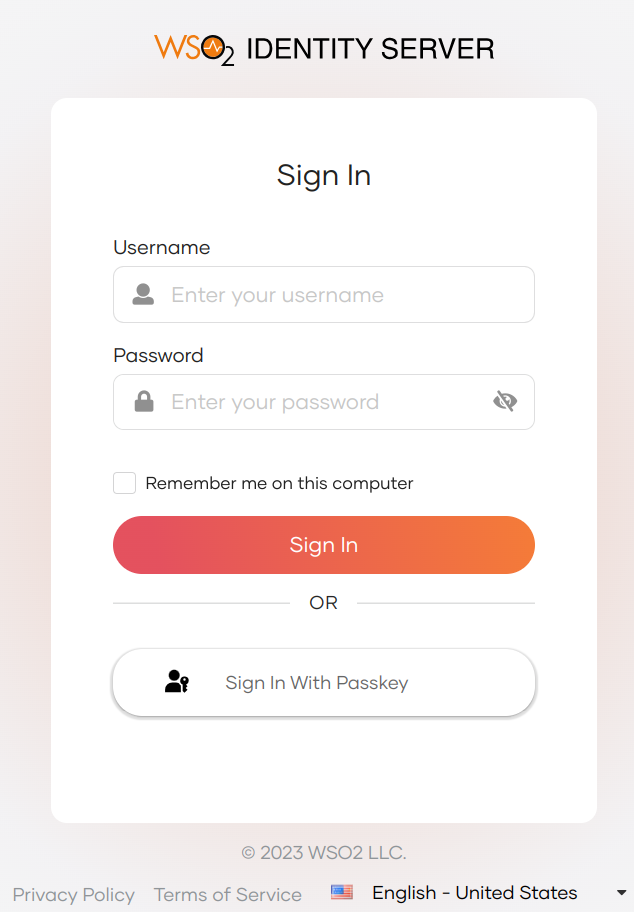 WSO2 IDENTITY SERVER
Sign In
Username
Enter your username
Password
Enter your password
Remember me on this computer
Sign In
OR
Sign In With Passkey
© 2023 WSO2 LLC.
Privacy Policy Terms of Service English - United States